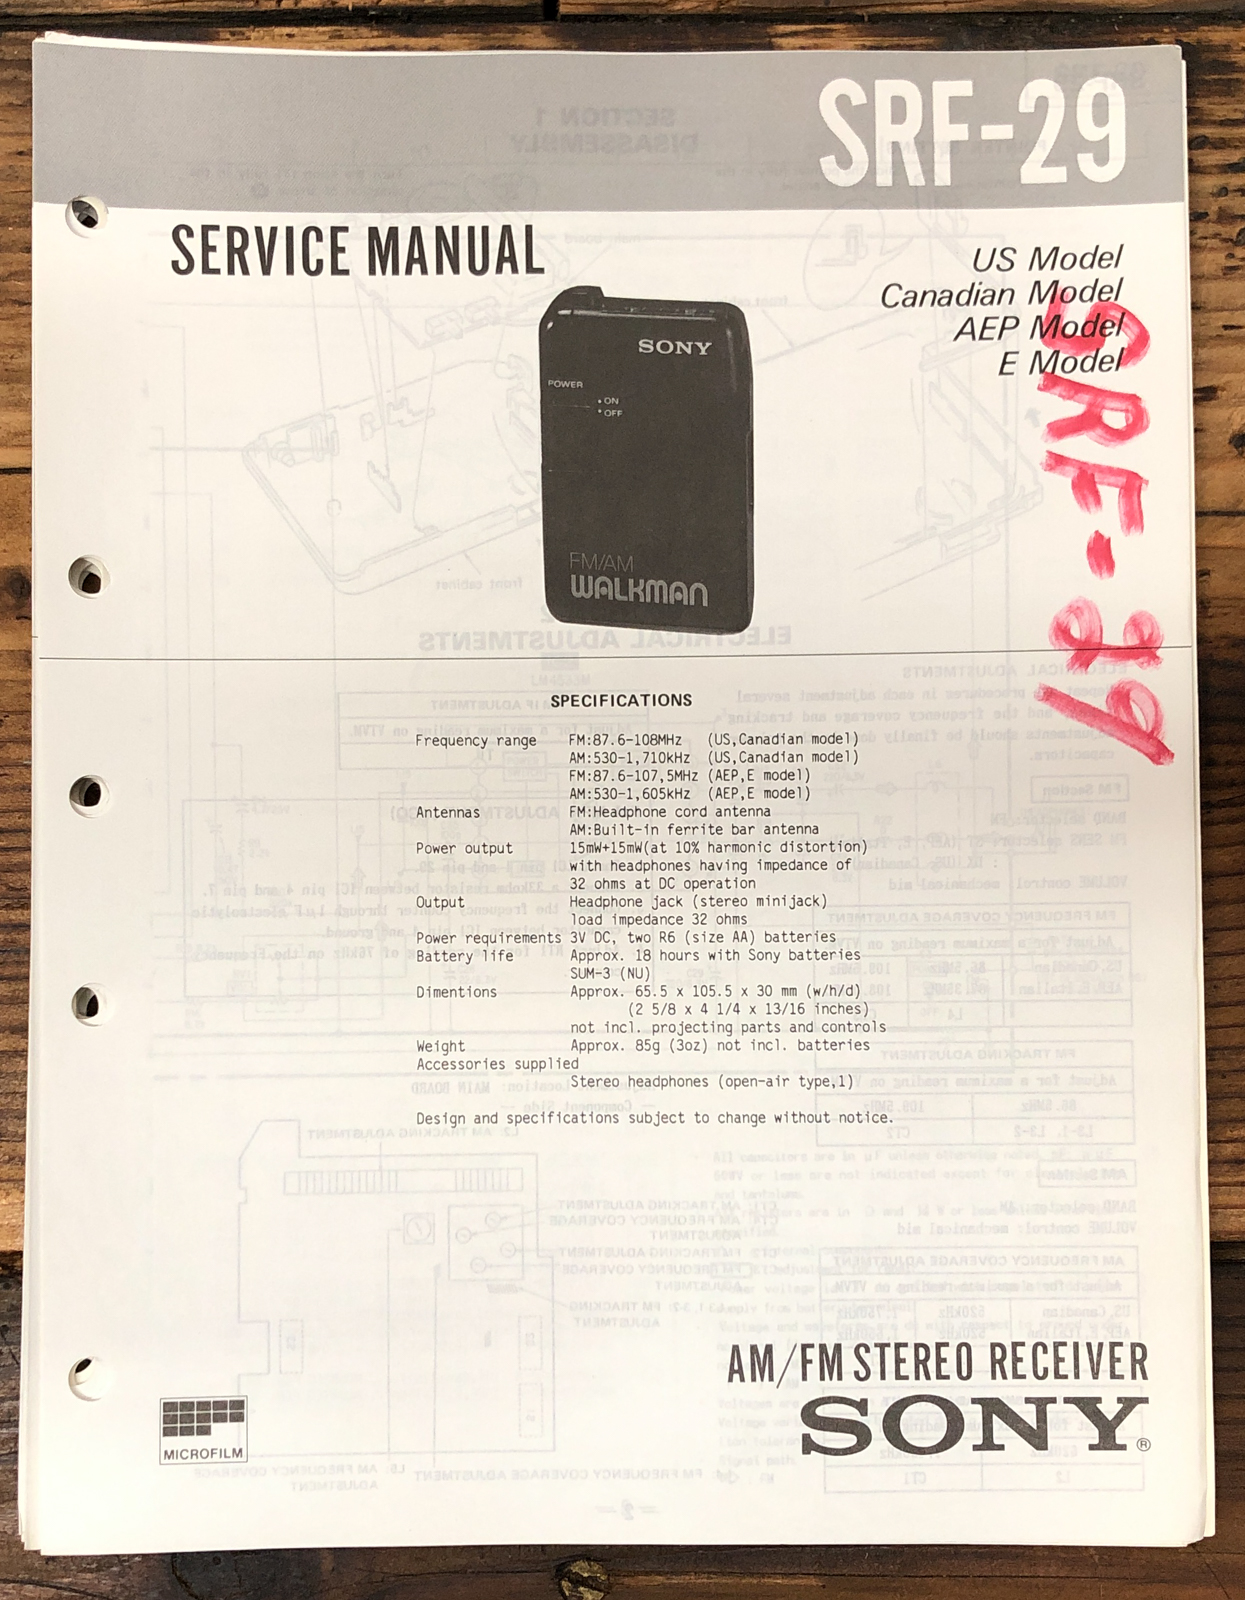 SRF-29
SERVICE MANUAL
US Model
Canadian Model
AEP Model
E Model
SRF-29
SONY
POWER
• ON
• OFF
FM/AM
WALKMAN
SPECIFICATIONS
Frequency range FM:87.6-108MHz (US,Canadian model)
AM:530-1,710kHz (US,Canadian model)
FM:87.6-107,5MHz (AEP,E model)
AM:530-1,605kHz (AEP,E model)
Antennas FM:Headphone cord antenna
AM:Built-in ferrite bar antenna
Power output 15mW+15mW(at 10% harmonic distortion)
with headphones having impedance of
32 ohms at DC operation
Output Headphone jack (stereo minijack)
load impedance 32 ohms
Power requirements 3V DC, two R6 (size AA) batteries
Battery life Approx. 18 hours with Sony batteries
SUM-3 (NU)
Dimentions Approx. 65.5 x 105.5 x 30 mm (w/h/d)
(2 5/8 x 4 1/4 x 13/16 inches)
not incl. projecting parts and controls
Weight Approx. 85g (3oz) not incl. batteries
Accessories supplied
Stereo headphones (open-air type,1)
Design and specifications subject to change without notice.
AM/FM STEREO RECEIVER
SONY®
MICROFILM